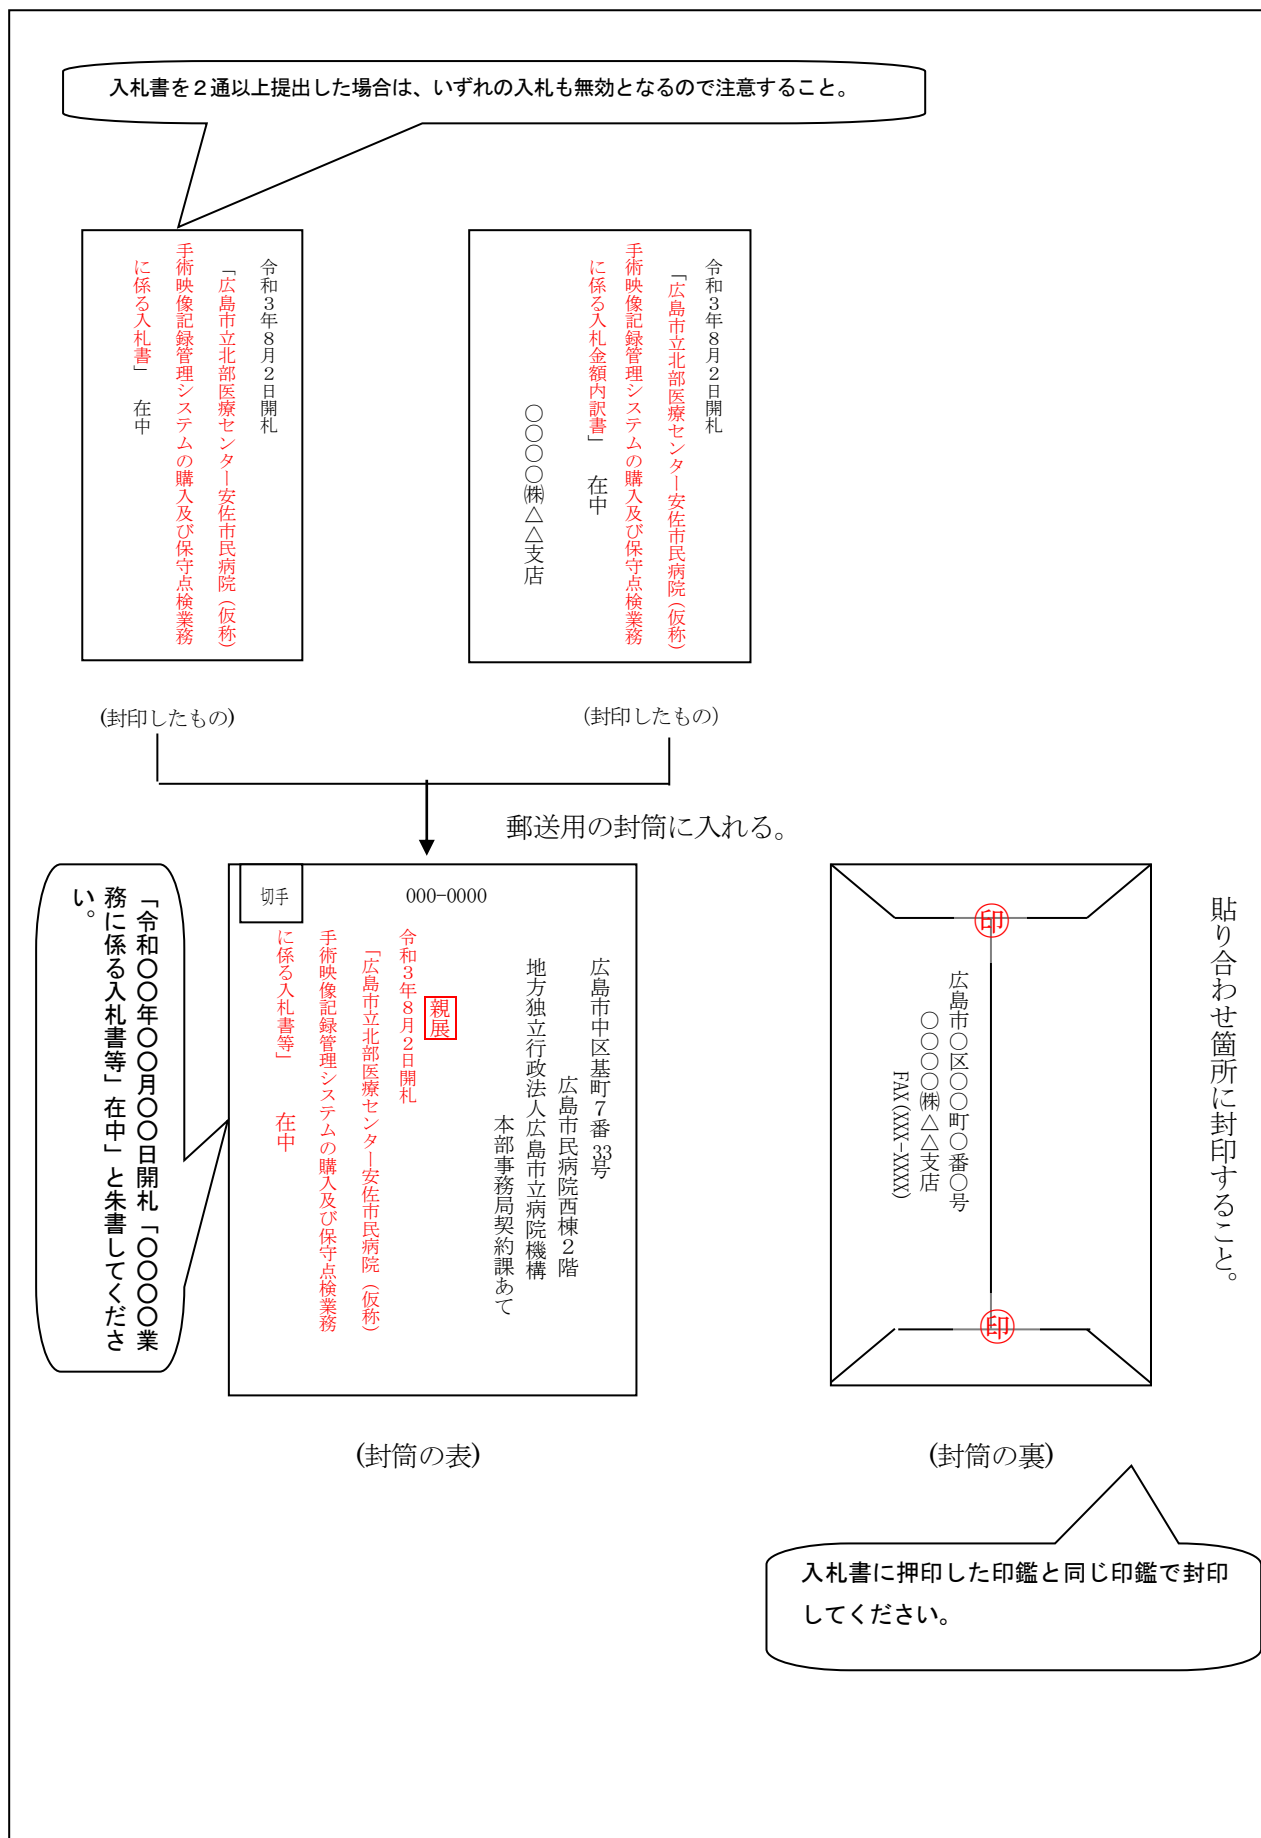 入札書を２通以上提出した場合は、いずれの入札も無効となるので注意すること。
令和３年８月２日開札
「広島市立北部医療センター安佐市民病院（仮称）
手術映像記録管理システムの購入及び保守点検業務
に係る入札書」　在中
(封印したもの)
令和３年８月２日開札
「広島市立北部医療センター安佐市民病院（仮称）
手術映像記録管理システムの購入及び保守点検業務
に係る入札金額内訳書」　在中
〇〇〇〇㈱△△支店
(封印したもの)
郵送用の封筒に入れる。
「令和〇〇年〇〇月〇〇日開札「〇〇〇〇業
務に係る入札書等」在中」と朱書してくださ
い。
切手
000-0000
広島市中区基町７番33号
広島市民病院西棟２階
地方独立行政法人広島市立病院機構
本部事務局契約課あて
親展
令和３年８月２日開札
「広島市立北部医療センター安佐市民病院（仮称）
手術映像記録管理システムの購入及び保守点検業務
に係る入札書等」　在中
(封筒の表)
貼り合わせ箇所に封印すること。
印
広島市〇区〇〇町〇番〇号
〇〇〇〇㈱△△支店
FAX(XXX-XXXX)
印
(封筒の裏)
入札書に押印した印鑑と同じ印鑑で封印
してください。